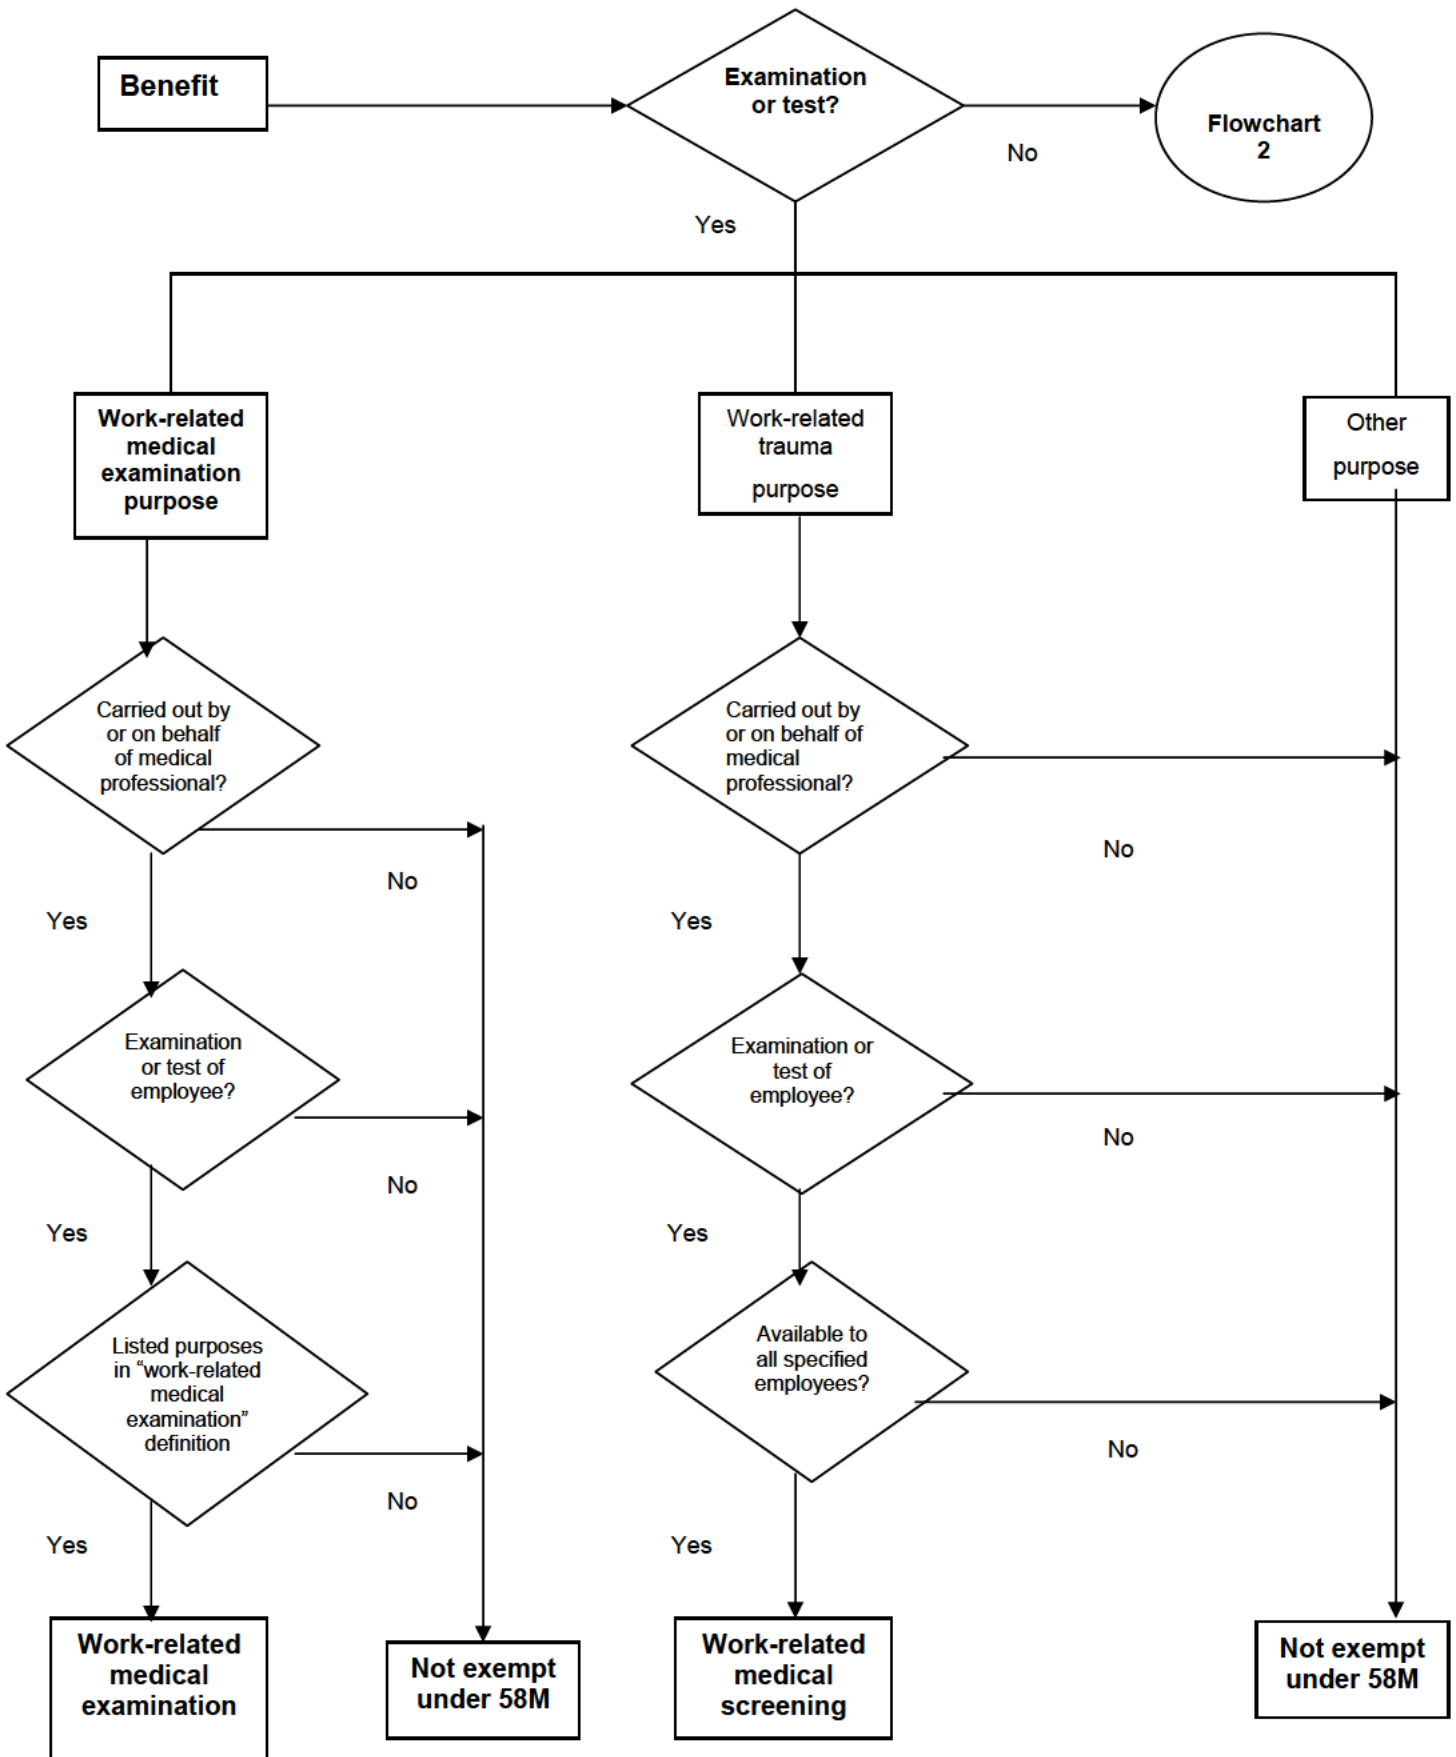 Benefit
Examination
or test?
Flowchart
2
No
Yes
Work-related
medical
examination
purpose
Work-related
trauma
purpose
Other
purpose
Carried out by
or on behalf
of medical
professional?
Carried out by
or on behalf of
medical
professional?
No
No
Yes
Yes
Examination
or test of
employee?
Examination or
test of
employee?
No
No
Yes
Yes
Listed purposes
in “work-related
medical
examination”
definition
Available to
all specified
employees?
No
No
Yes
Yes
Work-related
medical
examination
Not exempt
under 58M
Work-related
medical
screening
Not exempt
under 58M